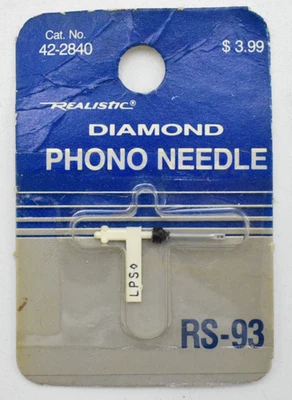 Cat. No.
42-2840
$ 3.99
REALISTIC®
DIAMOND
PHONO NEEDLE
LPS◊
RS-93